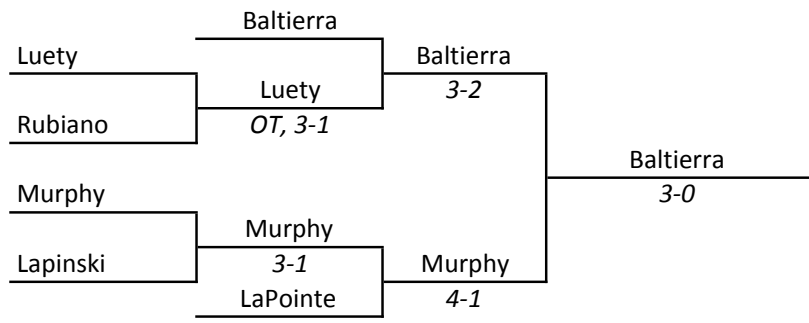 Baltierra
Luety
Baltierra
Luety
3-2
Rubiano
OT, 3-1
Baltierra
3-0
Murphy
Murphy
Lapinski
3-1
Murphy
LaPointe
4-1